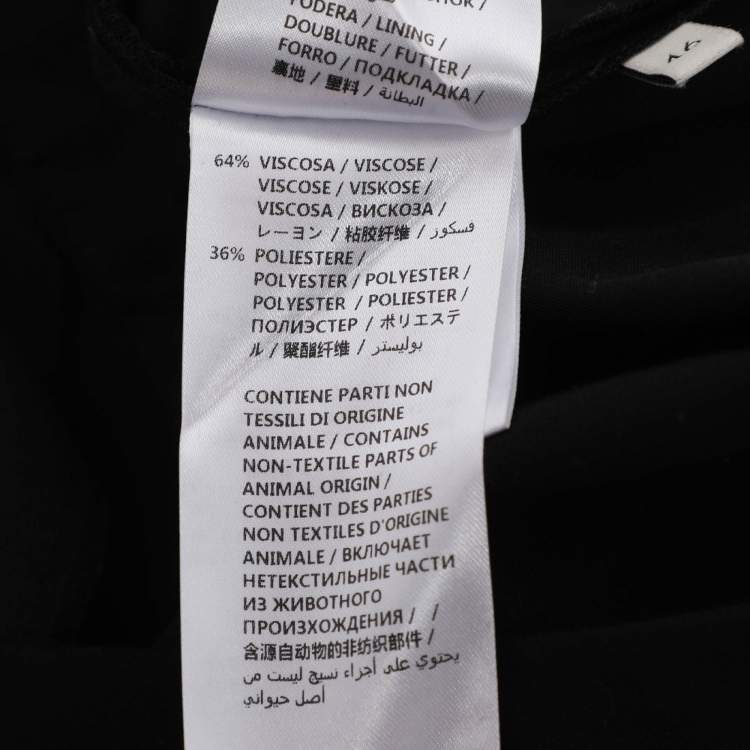 FODERA / LINING /
DOUBLURE / FUTTER /
FORRO / ПОДКЛАДКА /
裏地 / 里料 / البطانة
64% VISCOSA / VISCOSE /
VISCOSE / VISKOSE /
VISCOSA / ВИСКОЗА /
レーヨン / 粘胶纤维 / فسكوز
36% POLIESTERE /
POLYESTER / POLYESTER /
POLYESTER / POLIESTER /
ПОЛИЭСТЕР / ポリエステ
ル / 聚酯纤维 / بوليستر
CONTIENE PARTI NON
TESSILI DI ORIGINE
ANIMALE / CONTAINS
NON-TEXTILE PARTS OF
ANIMAL ORIGIN /
CONTIENT DES PARTIES
NON TEXTILES D'ORIGINE
ANIMALE / ВКЛЮЧАЕТ
НЕТЕКСТИЛЬНЫЕ ЧАСТИ
ИЗ ЖИВОТНОГО
ПРОИЗХОЖДЕНИЯ / /
含源自动物的非纺织部件 /
يحتوي على أجزاء نسيج ليست من
أصل حيواني